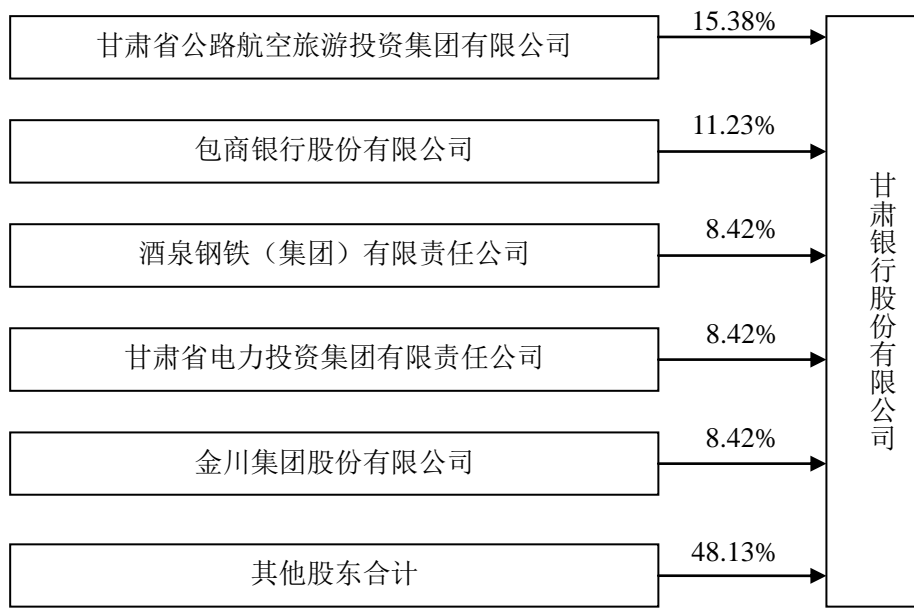 甘肃省公路航空旅游投资集团有限公司
15.38%
包商银行股份有限公司
11.23%
酒泉钢铁（集团）有限责任公司
8.42%
甘肃省电力投资集团有限责任公司
8.42%
金川集团股份有限公司
8.42%
其他股东合计
48.13%
甘肃银行股份有限公司